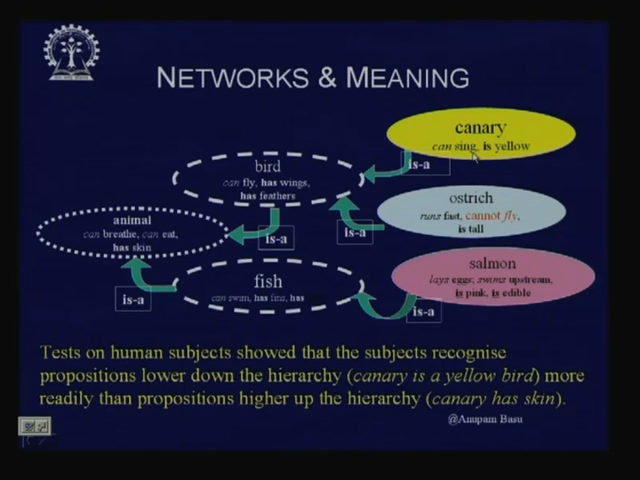 NETWORKS & MEANING
canary
can sing, is yellow
is-a
bird
can fly, has wings,
has feathers
ostrich
runs fast, cannot fly,
is tall
animal
can breathe, can eat,
has skin
is-a
is-a
salmon
lays eggs; swims upstream,
is pink, is edible
fish
can swim, has fins, has
is-a
is-a
Tests on human subjects showed that the subjects recognise
propositions lower down the hierarchy (canary is a yellow bird) more
readily than propositions higher up the hierarchy (canary has skin).
@Anupam Basu